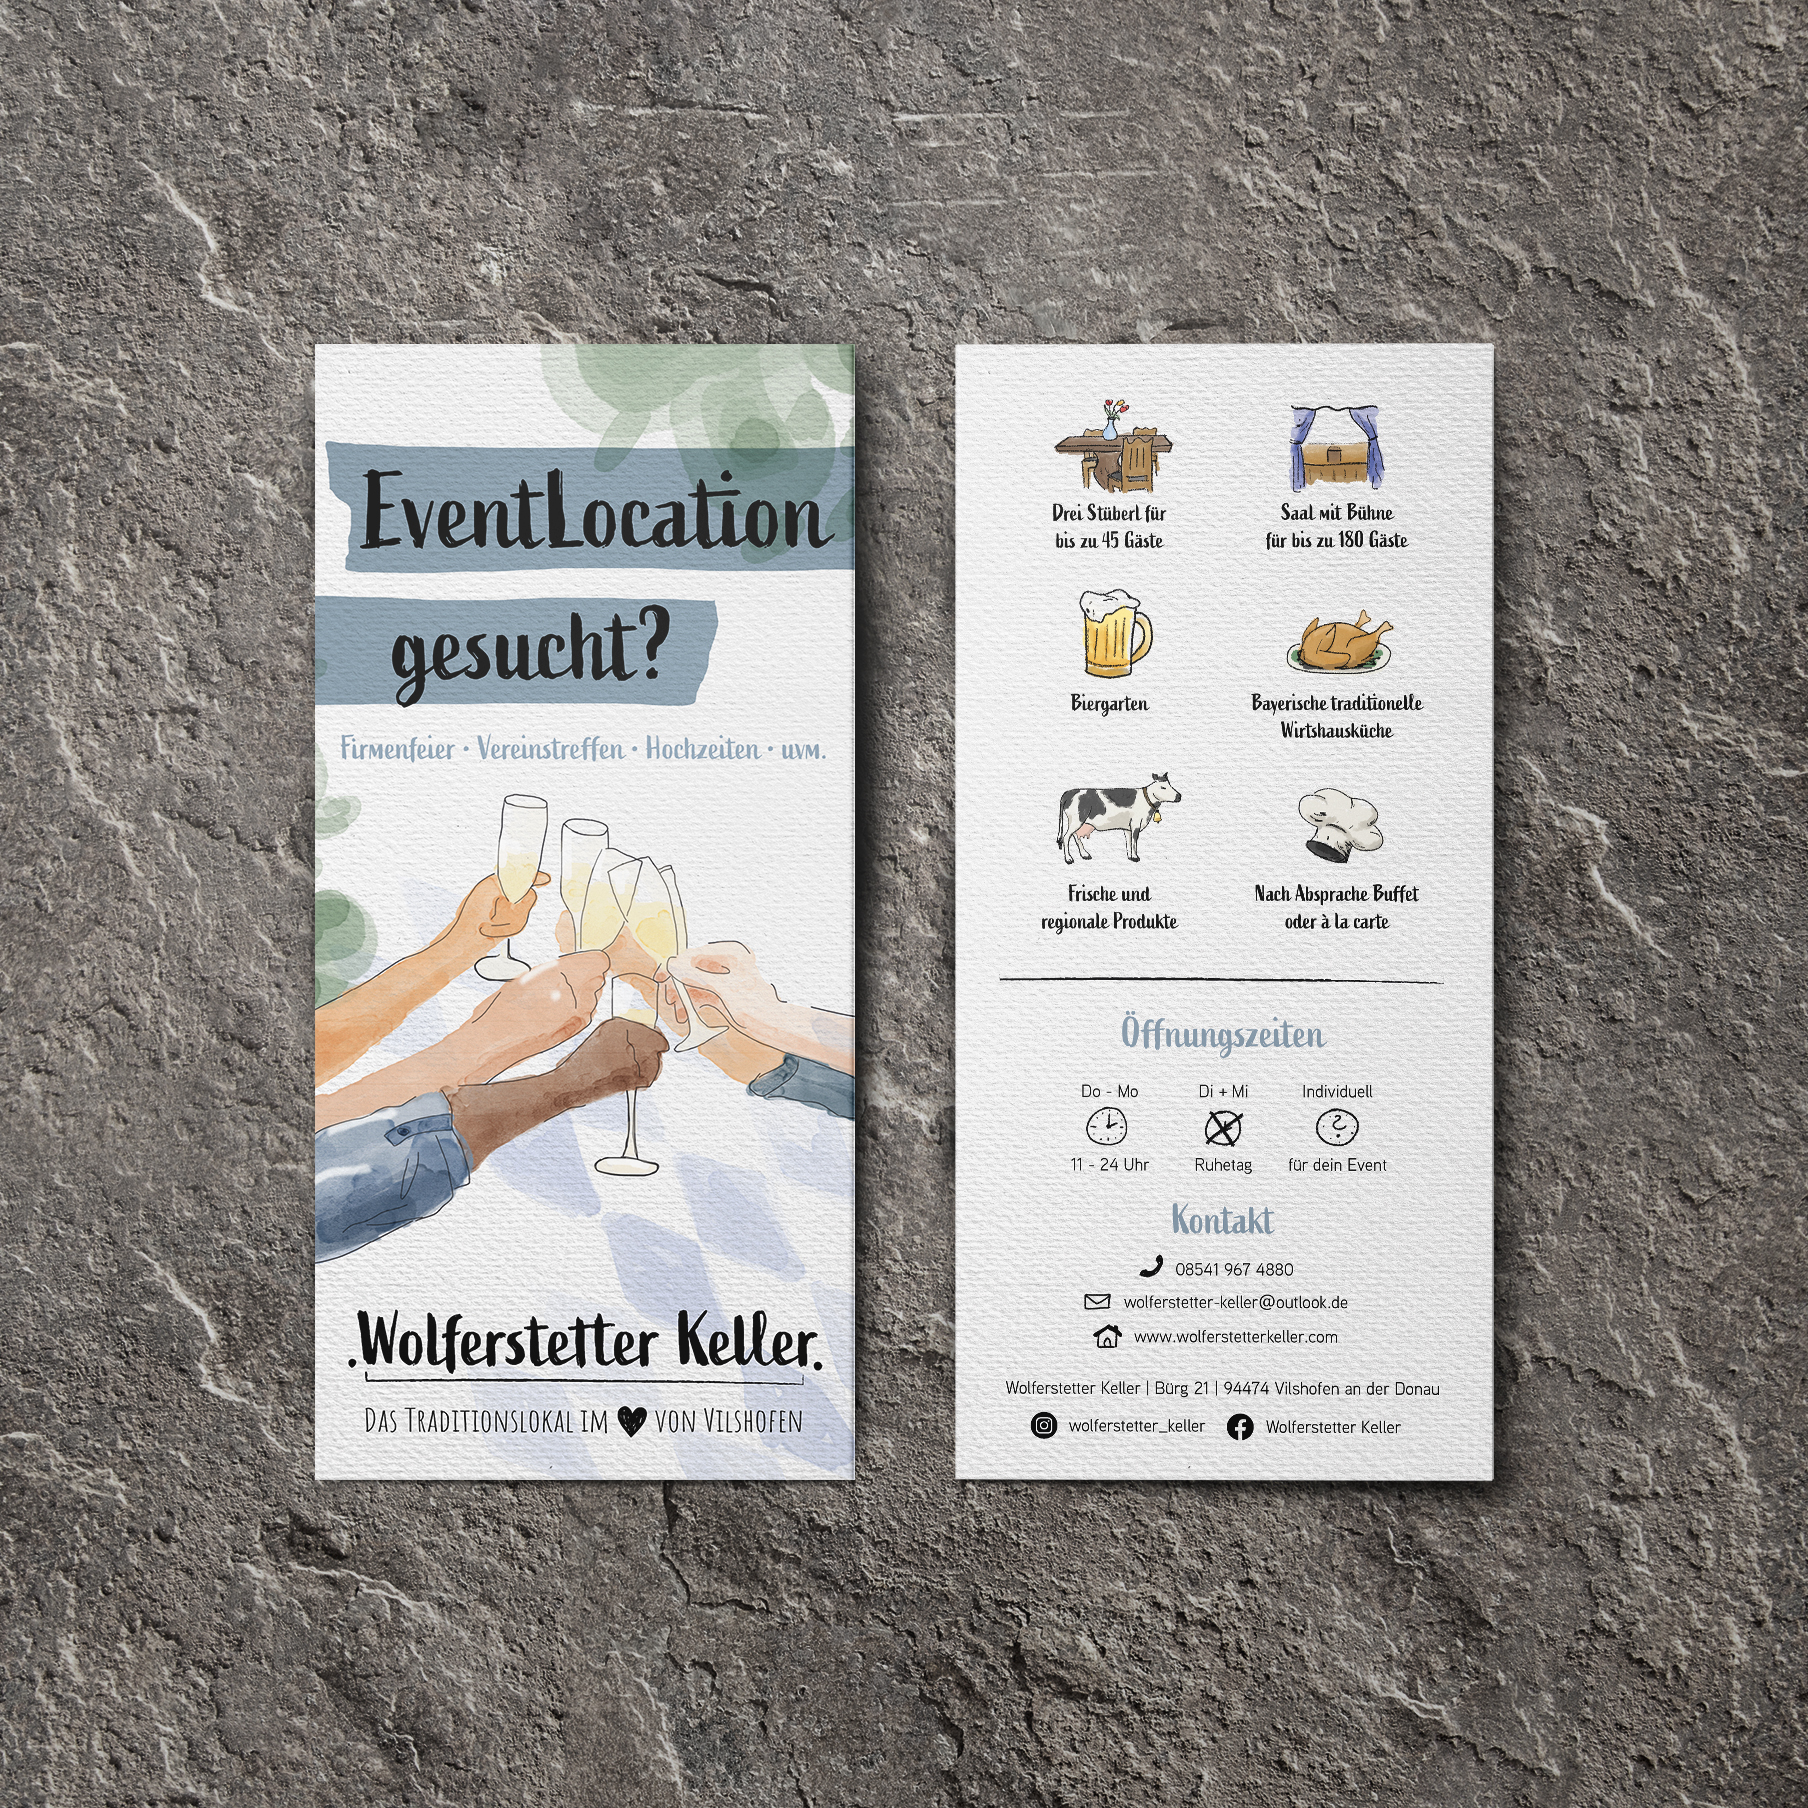 EventLocation
gesucht?
Firmenfeier • Vereinstreffen • Hochzeiten • uvm.
.Wolferstetter Keller.
Das Traditionslokal im von Vilshofen
Drei Stüberl für
bis zu 45 Gäste
Saal mit Bühne
für bis zu 180 Gäste
Biergarten
Bayerische traditionelle
Wirtshausküche
Frische und
regionale Produkte
Nach Absprache Buffet
oder à la carte
Öffnungszeiten
Do - Mo
11 - 24 Uhr
Di + Mi
Ruhetag
Individuell
?
für dein Event
Kontakt
08541 967 4880
wolferstetter-keller@outlook.de
www.wolferstetterkeller.com
Wolferstetter Keller | Bürg 21 | 94474 Vilshofen an der Donau
wolferstetter_keller
Wolferstetter Keller